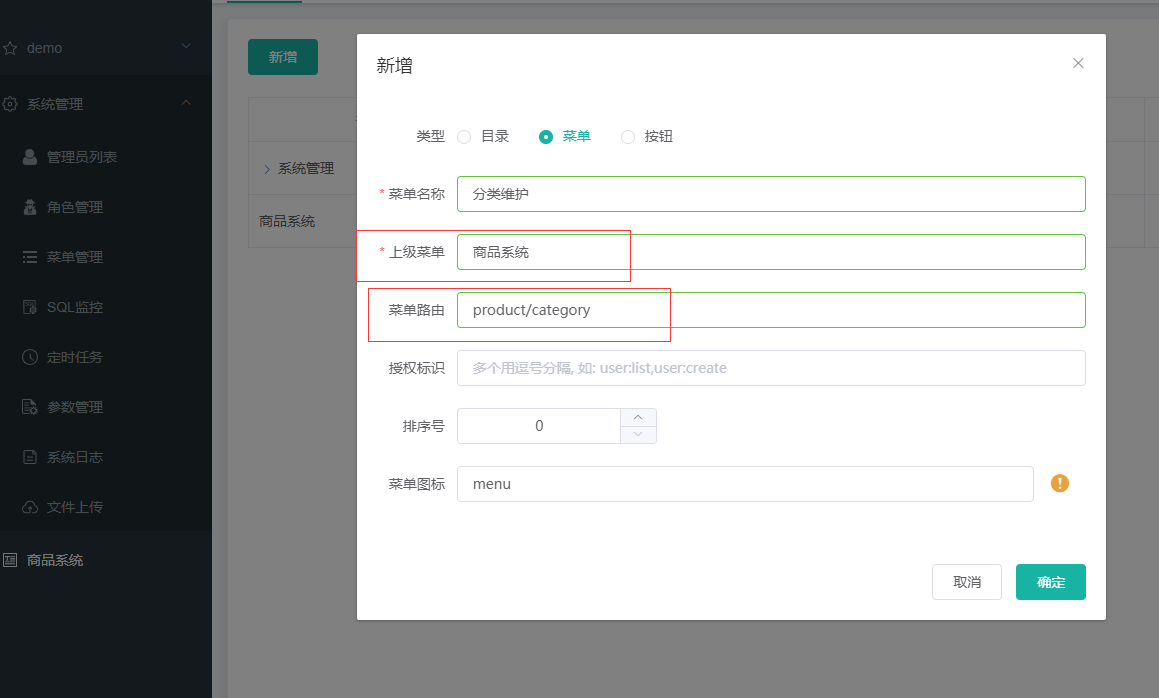 demo
系统管理
管理员列表
角色管理
菜单管理
SQL监控
定时任务
参数管理
系统日志
文件上传
商品系统
新增
系统管理
商品系统
新增
类型 目录 菜单 按钮
* 菜单名称 分类维护
* 上级菜单 商品系统
菜单路由 product/category
授权标识 多个用逗号分隔, 如: user:list,user:create
排序号 0
菜单图标 menu
取消 确定